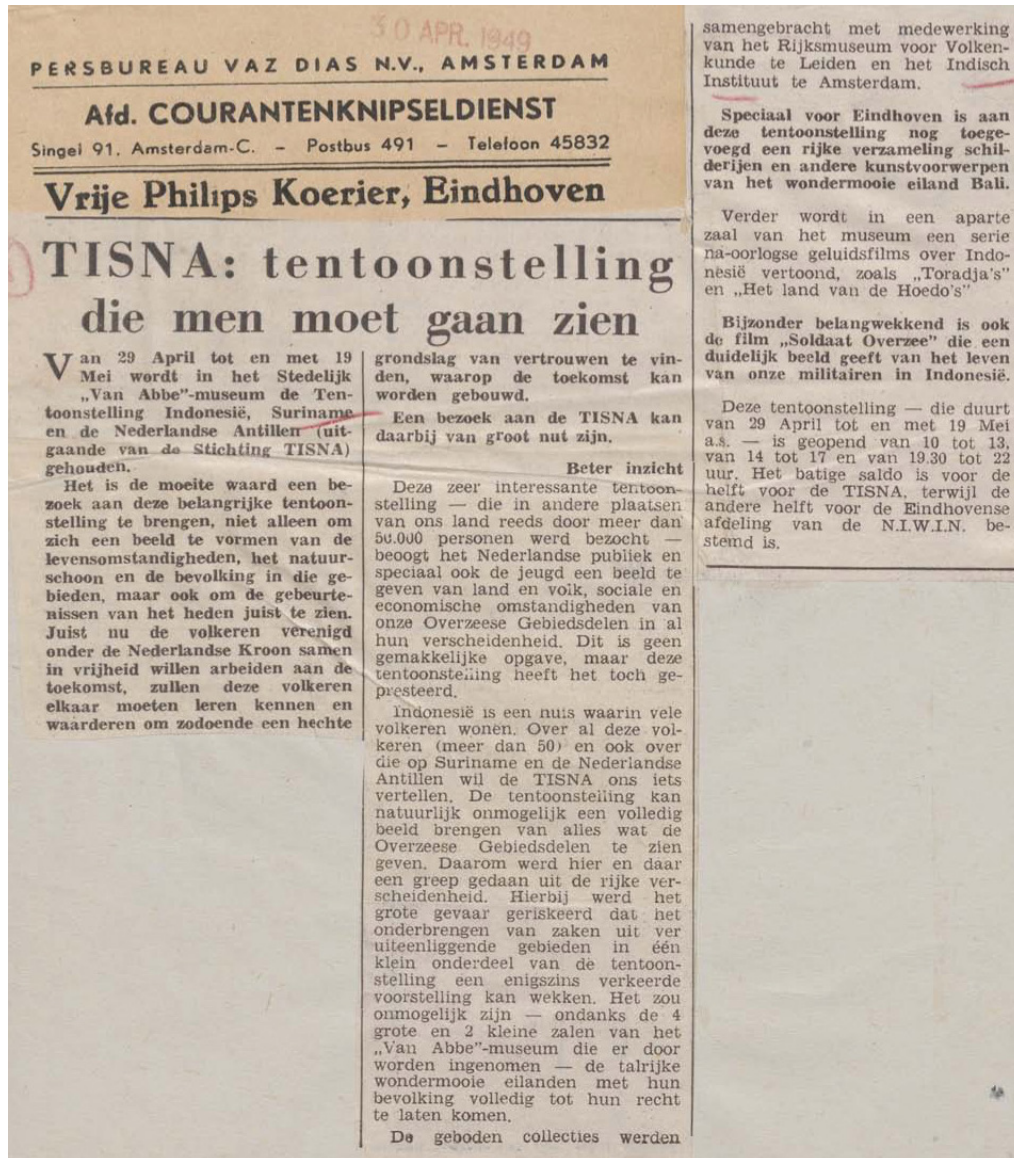 30 APR. 1949
PERSBUREAU VAZ DIAS N.V., AMSTERDAM
Afd. COURANTENKNIPSELDIENST
Singel 91, Amsterdam-C. – Postbus 491 – Telefoon 45832
Vrije Philips Koerier, Eindhoven
TISNA: tentoonstelling
die men moet gaan zien
Van 29 April tot en met 19
Mei wordt in het Stedelijk
„Van Abbe”-museum de Ten-
toonstelling Indonesië, Suriname
en de Nederlandse Antillen (uit-
gaande van de Stichting TISNA)
gehouden.
Het is de moeite waard een be-
zoek aan deze belangrijke tentoon-
stelling te brengen, niet alleen om
zich een beeld te vormen van de
levensomstandigheden, het natuur-
schoon en de bevolking in die ge-
bieden, maar ook om de gebeurte-
nissen van het heden juist te zien.
Juist nu de volkeren verenigd
onder de Nederlandse Kroon samen
in vrijheid willen arbeiden aan de
toekomst, zullen deze volkeren
elkaar moeten leren kennen en
waarderen om zodoende een hechte
grondslag van vertrouwen te vin-
den, waarop de toekomst kan
worden gebouwd.
Een bezoek aan de TISNA kan
daarbij van groot nut zijn.
Beter inzicht
Deze zeer interessante tentoon-
stelling — die in andere plaatsen
van ons land reeds door meer dan
50.000 personen werd bezocht —
beoogt het Nederlandse publiek en
speciaal ook de jeugd een beeld te
geven van land en volk, sociale en
economische omstandigheden van
onze Overzeese Gebiedsdelen in al
hun verscheidenheid. Dit is geen
gemakkelijke opgave, maar deze
tentoonstelling heeft het toch ge-
presteerd.
Indonesië is een huis waarin vele
volkeren wonen. Over al deze vol-
keren (meer dan 50) en ook over
die op Suriname en de Nederlandse
Antillen wil de TISNA ons iets
vertellen. De tentoonstelling kan
natuurlijk onmogelijk een volledig
beeld brengen van alles wat de
Overzeese Gebiedsdelen te zien
geven. Daarom werd hier en daar
een greep gedaan uit de rijke ver-
scheidenheid. Hierbij werd het
grote gevaar geriskeerd dat het
onderbrengen van zaken uit ver
uiteenliggende gebieden in één
klein onderdeel van de tentoon-
stelling een enigszins verkeerde
voorstelling kan wekken. Het zou
onmogelijk zijn — ondanks de 4
grote en 2 kleine zalen van het
„Van Abbe”-museum die er door
worden ingenomen — de talrijke
wondermooie eilanden met hun
bevolking volledig tot hun recht
te laten komen.
De geboden collecties werden
samengebracht met medewerking
van het Rijksmuseum voor Volken-
kunde te Leiden en het Indisch
Instituut te Amsterdam.
Speciaal voor Eindhoven is aan
deze tentoonstelling nog toege-
voegd een rijke verzameling schil-
derijen en andere kunstvoorwerpen
van het wondermooie eiland Bali.
Verder wordt in een aparte
zaal van het museum een serie
na-oorlogse geluidsfilms over Indo-
nesië vertoond, zoals „Toradja's”
en „Het land van de Hoedo's”
Bijzonder belangwekkend is ook
de film „Soldaat Overzee” die een
duidelijk beeld geeft van het leven
van onze militairen in Indonesië.
Deze tentoonstelling — die duurt
van 29 April tot en met 19 Mei
a.s. — is geopend van 10 tot 13,
van 14 tot 17 en van 19.30 tot 22
uur. Het batige saldo is voor de
helft voor de TISNA, terwijl de
andere helft voor de Eindhovense
afdeling van de N.I.W.I.N. be-
stemd is.